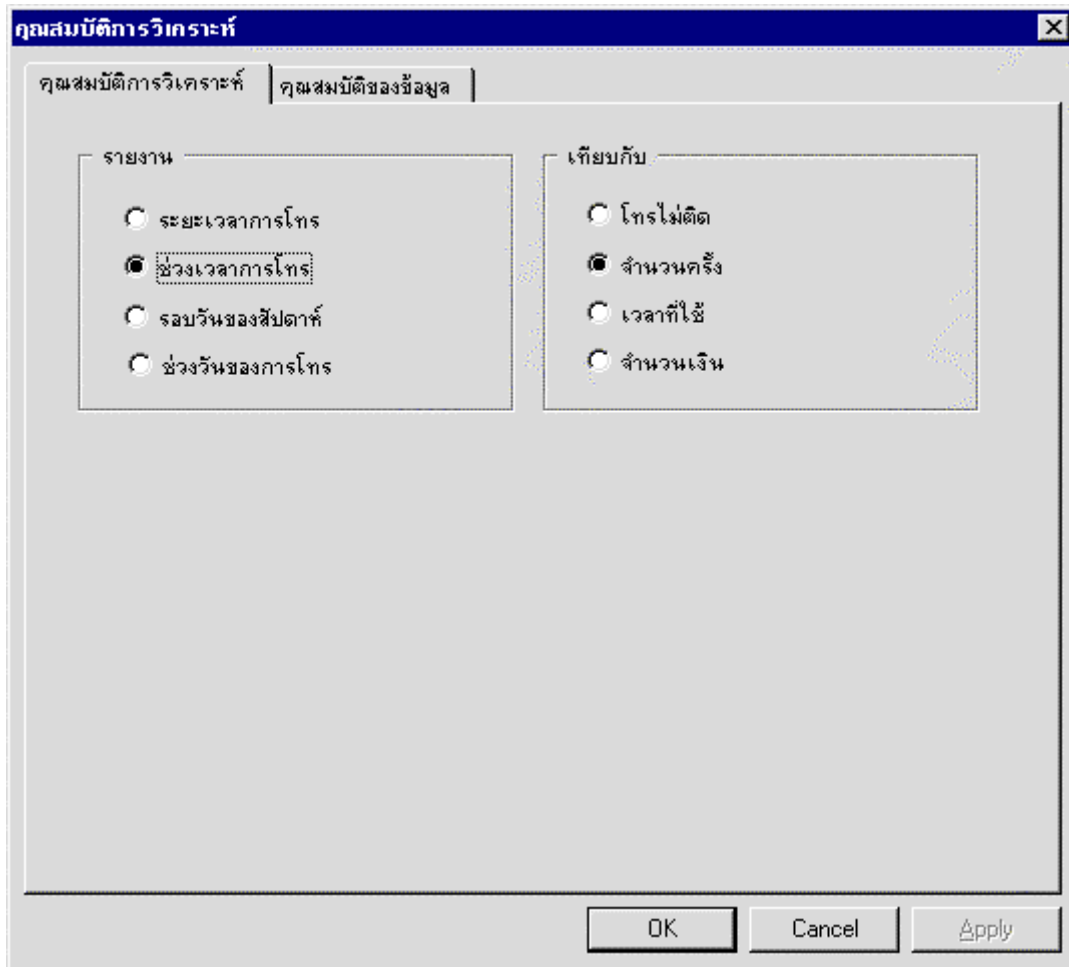 คุณสมบัติการวิเคราะห์
คุณสมบัติการวิเคราะห์
คุณสมบัติของข้อมูล
รายงาน
ระยะเวลาการโทร
ช่วงเวลาการโทร
รอบวันของสัปดาห์
ช่วงวันของการโทร
เทียบกับ
โทรไม่ติด
จำนวนครั้ง
เวลาที่ใช้
จำนวนเงิน
OK
Cancel
Apply